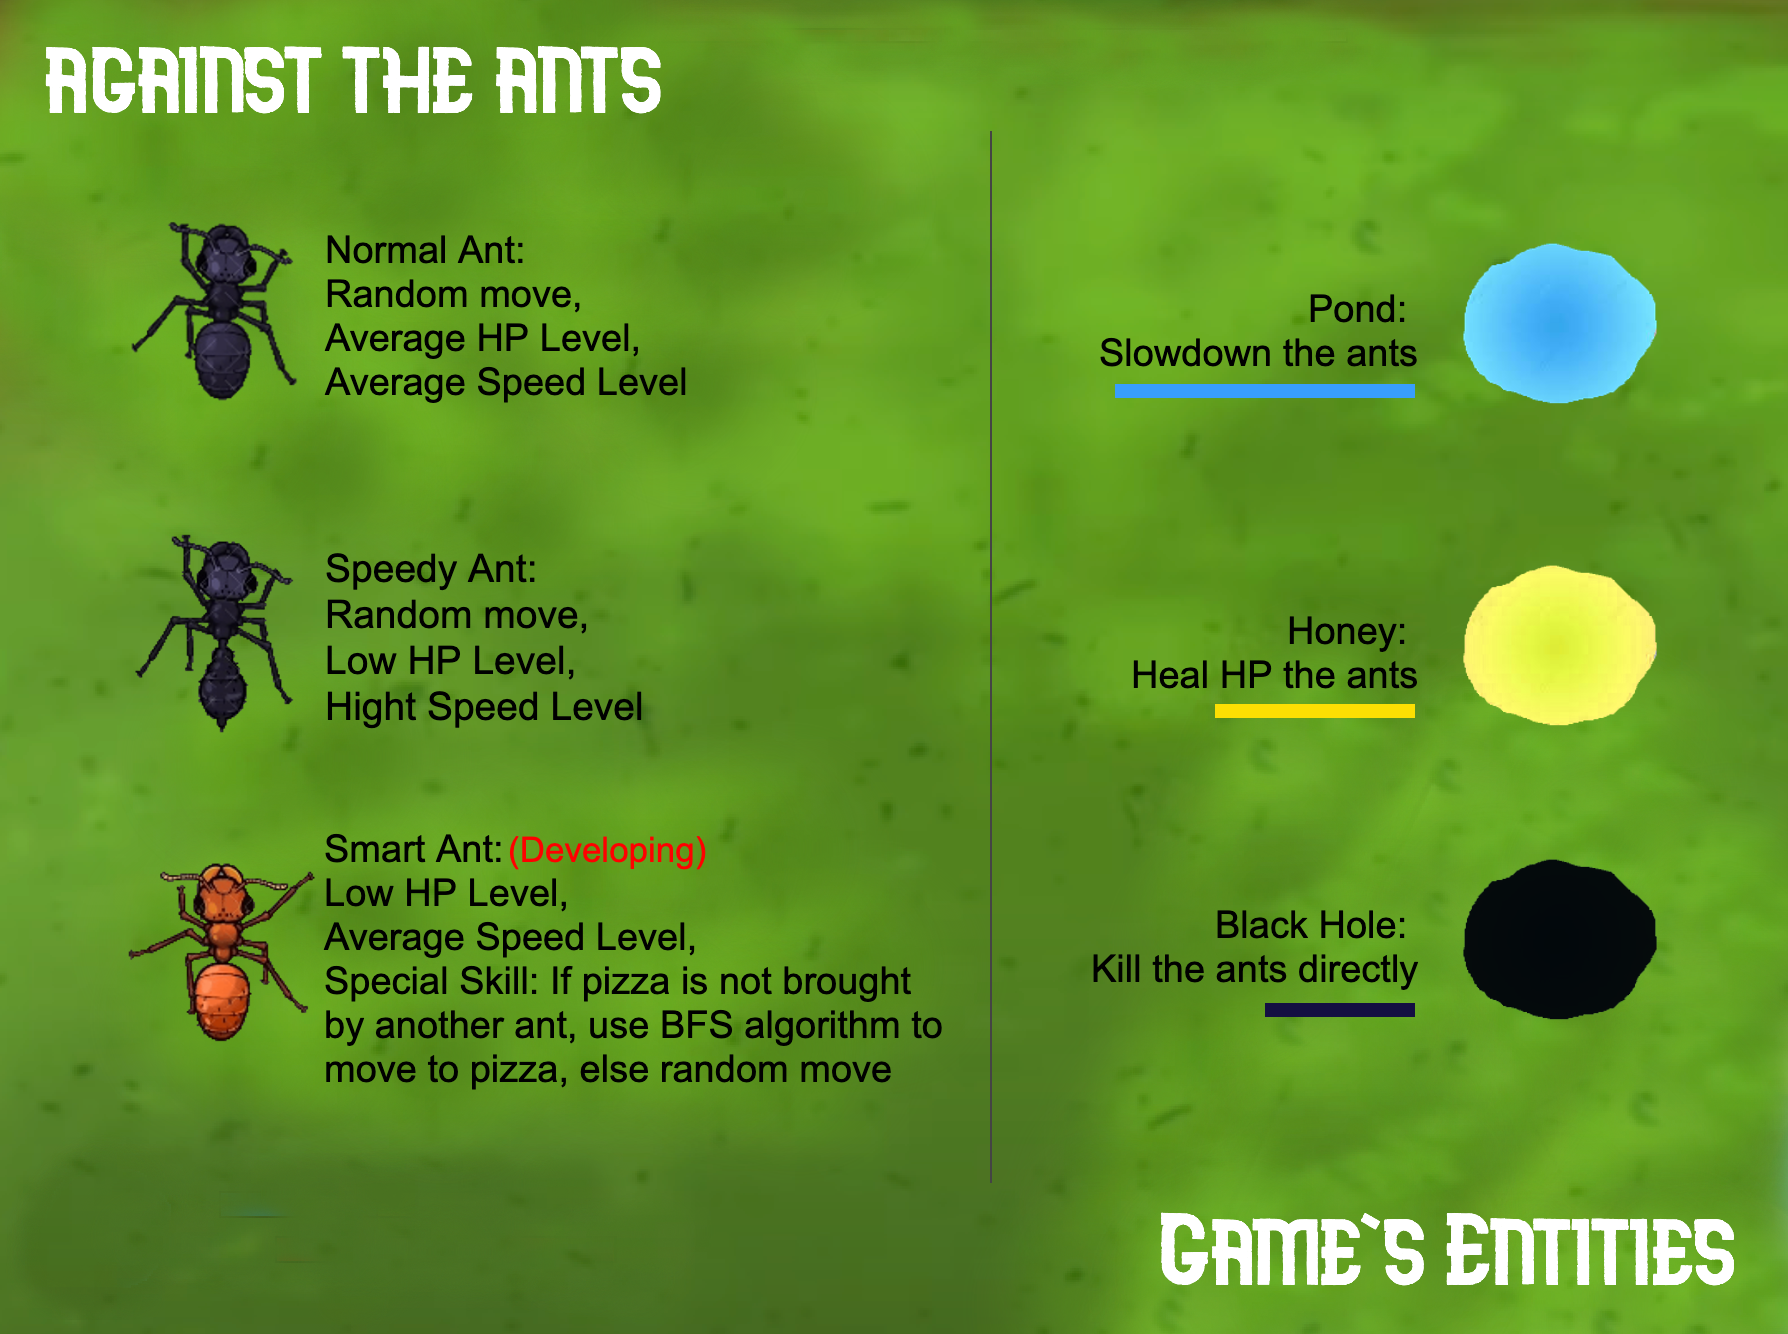 AGAINST THE ANTS
Normal Ant:
Random move,
Average HP Level,
Average Speed Level
Speedy Ant:
Random move,
Low HP Level,
Hight Speed Level
Smart Ant: (Developing)
Low HP Level,
Average Speed Level,
Special Skill: If pizza is not brought
by another ant, use BFS algorithm to
move to pizza, else random move
Pond:
Slowdown the ants
Honey:
Heal HP the ants
Black Hole:
Kill the ants directly
GAME`S ENTITIES